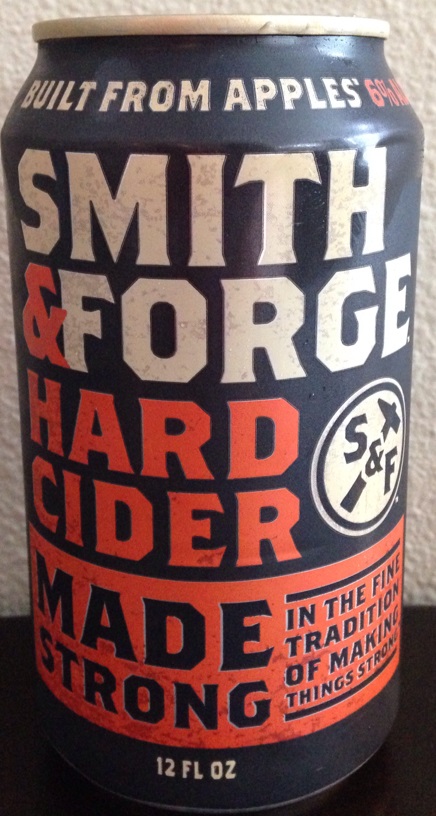 BUILT FROM APPLES 6%
SMITH
&FORGE
HARD
CIDER
S&F
MADE
STRONG
IN THE FINE
TRADITION
OF MAKING
THINGS STRONG
12 FL OZ